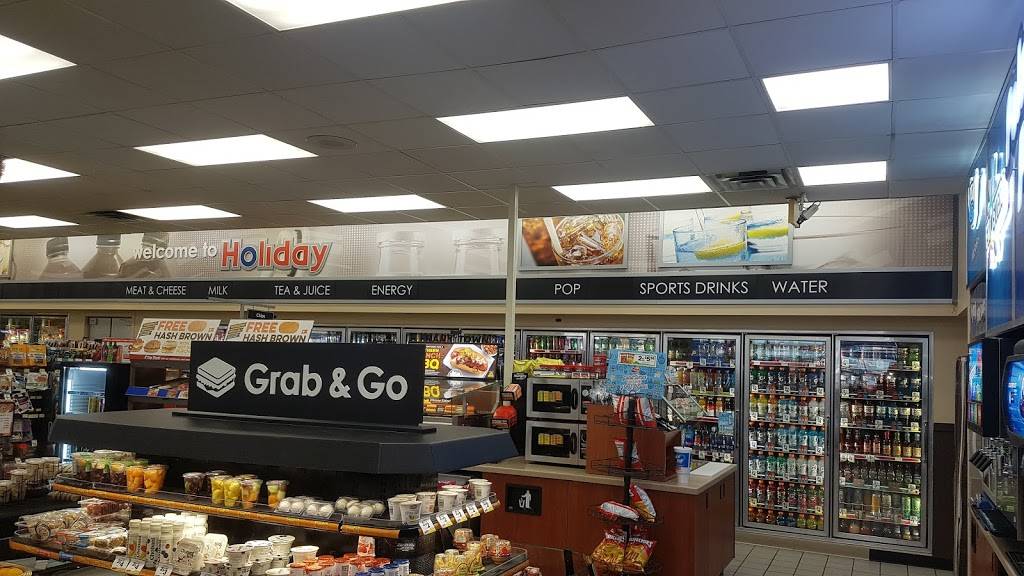 welcome to Holiday
MEAT & CHEESE MILK TEA & JUICE ENERGY POP SPORTS DRINKS WATER
Chips
FREE HASH BROWN
FREE HASH BROWN
Grab & Go